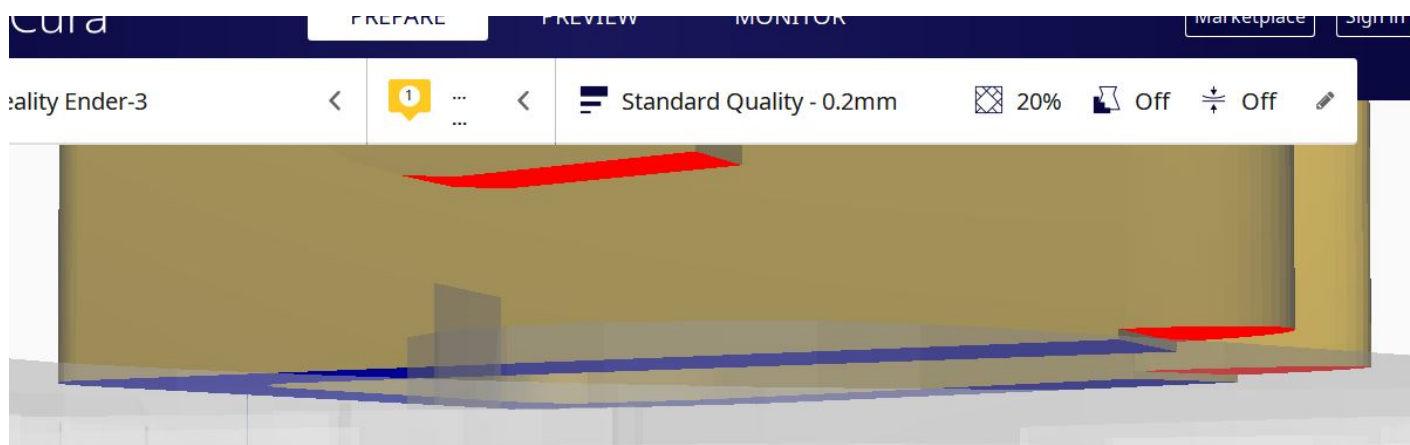 Cura
PREPARE PREVIEW MONITOR Marketplace Sign in
eality Ender-3 1 ... ... Standard Quality - 0.2mm 20% Off Off